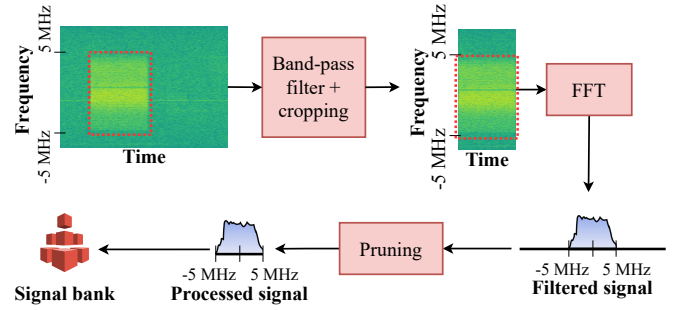 5 MHz
Frequency
-5 MHz
Time
Band-pass
filter +
cropping
5 MHz
Frequency
-5 MHz
Time
FFT
-5 MHz
5 MHz
Filtered signal
Pruning
-5 MHz
5 MHz
Processed signal
Signal bank